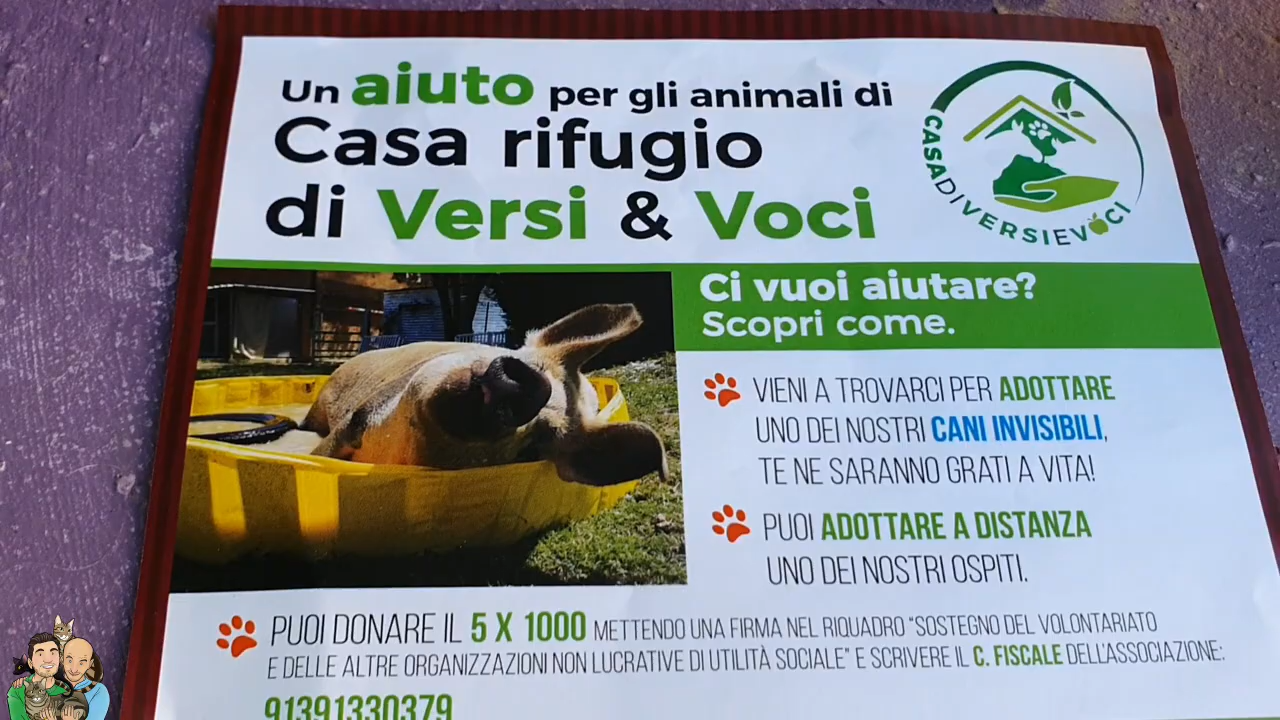 Un aiuto per gli animali di
Casa rifugio
di Versi & Voci
CASADIVERSIEVOCI
Ci vuoi aiutare?
Scopri come.
VIENI A TROVARCI PER ADOTTARE
UNO DEI NOSTRI CANI INVISIBILI,
TE NE SARANNO GRATI A VITA!
PUOI ADOTTARE A DISTANZA
UNO DEI NOSTRI OSPITI.
PUOI DONARE IL 5 X 1000 METTENDO UNA FIRMA NEL RIQUADRO "SOSTEGNO DEL VOLONTARIATO
E DELLE ALTRE ORGANIZZAZIONI NON LUCRATIVE DI UTILITÀ SOCIALE" E SCRIVERE IL C. FISCALE DELL'ASSOCIAZIONE:
91391330379